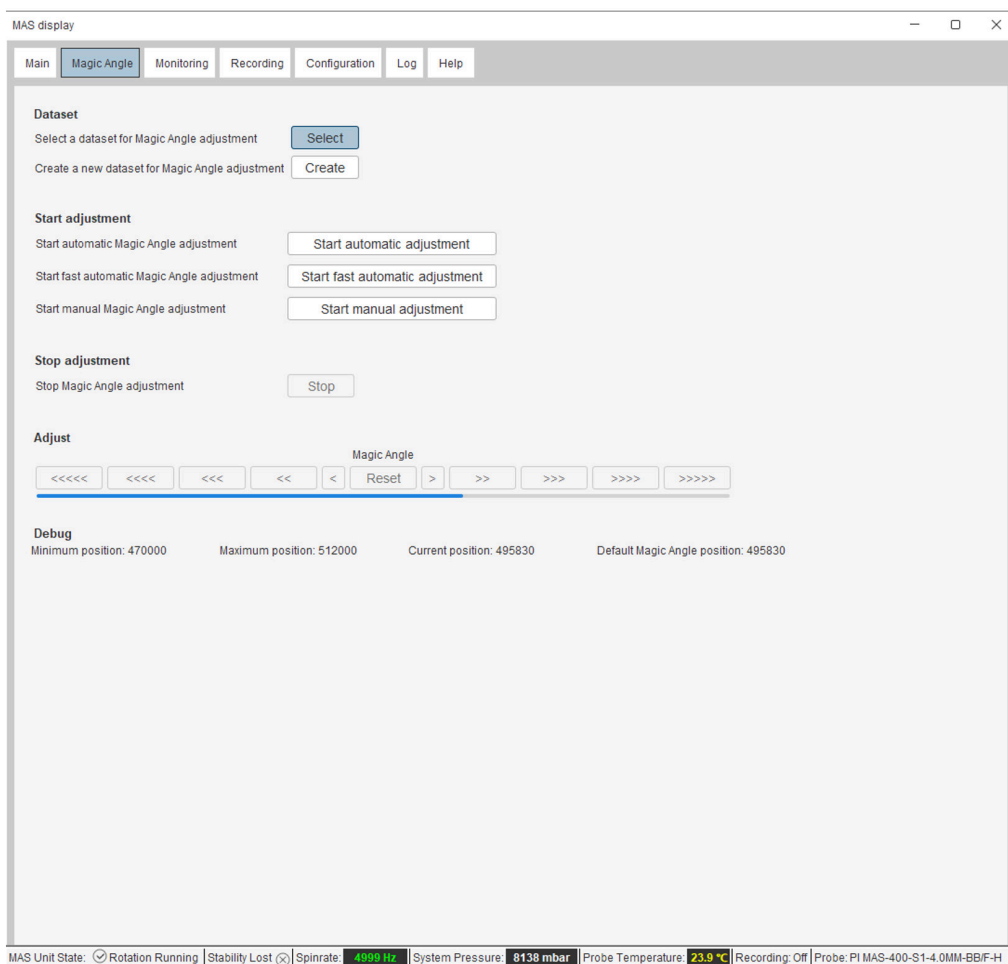 MAS display
Main Magic Angle Monitoring Recording Configuration Log Help
Dataset
Select a dataset for Magic Angle adjustment Select
Create a new dataset for Magic Angle adjustment Create
Start adjustment
Start automatic Magic Angle adjustment Start automatic adjustment
Start fast automatic Magic Angle adjustment Start fast automatic adjustment
Start manual Magic Angle adjustment Start manual adjustment
Stop adjustment
Stop Magic Angle adjustment Stop
Adjust
Magic Angle
<<<<< <<<< <<< << < Reset > >> >>> >>>> >>>>>
Debug
Minimum position: 470000 Maximum position: 512000 Current position: 495830 Default Magic Angle position: 495830
MAS Unit State: Rotation Running Stability Lost Spinrate: 4999 Hz System Pressure: 8138 mbar Probe Temperature: 23.9 °C Recording: Off Probe: PI MAS-400-S1-4.0MM-BB/F-H